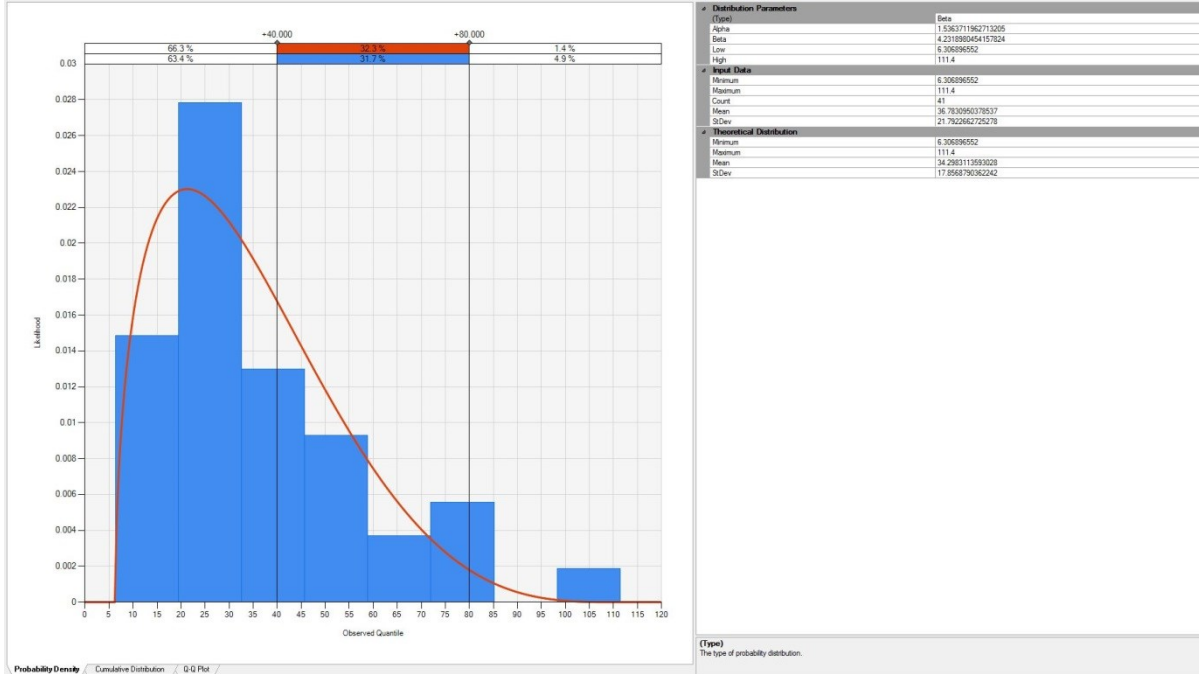 +40.000 +80.000
66.3 % 32.3 % 1.4 %
63.4 % 31.7 % 4.9 %
0.03
0.028
0.026
0.024
0.022
0.02
0.018
0.016
0.014
0.012
0.01
0.008
0.006
0.004
0.002
0
Likelihood
0 5 10 15 20 25 30 35 40 45 50 55 60 65 70 75 80 85 90 95 100 105 110 115 120
Observed Quantile
Probability Density Cumulative Distribution Q-Q Plot
Distribution Parameters
(Type) Beta
Alpha 1.5363711962713205
Beta 4.2318980454157824
Low 6.306896552
High 111.4
Input Data
Minimum 6.306896552
Maximum 111.4
Count 41
Mean 36.7830950378537
StDev 21.7922662725278
Theoretical Distribution
Minimum 6.306896552
Maximum 111.4
Mean 34.2983113593028
StDev 17.8568790362242
(Type)
The type of probability distribution.